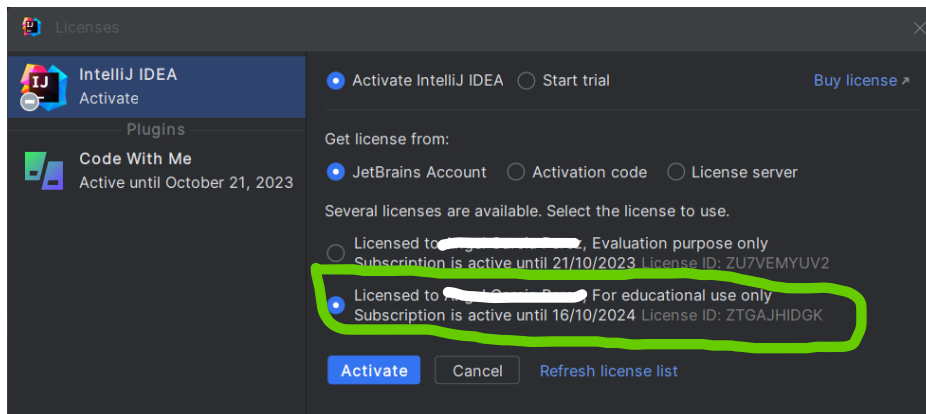 Licenses
IntelliJ IDEA
Activate
Plugins
Code With Me
Active until October 21, 2023
Activate IntelliJ IDEA
Start trial
Buy license
Get license from:
JetBrains Account
Activation code
License server
Several licenses are available. Select the license to use.
Licensed to , Evaluation purpose only
Subscription is active until 21/10/2023 License ID: ZU7VEMYUV2
Licensed to , For educational use only
Subscription is active until 16/10/2024 License ID: ZTGAJHIDGK
Activate
Cancel
Refresh license list